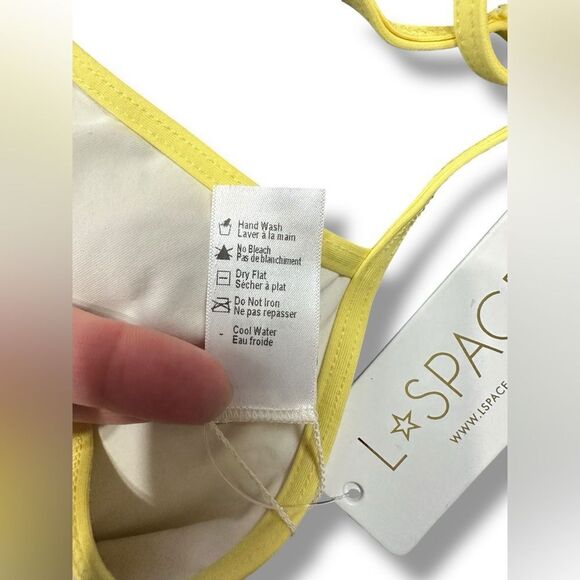 Hand Wash
Laver à la main
No Bleach
Pas de blanchiment
Dry Flat
Sécher à plat
Do Not Iron
Ne pas repasser
- Cool Water
Eau froide
L☆SPACE
WWW.LSPACE